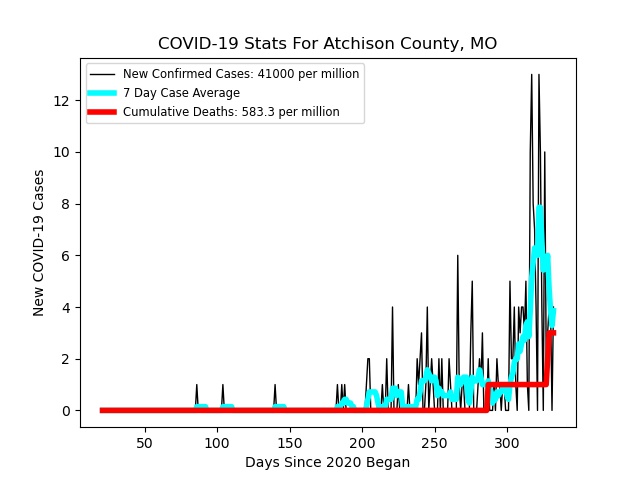 COVID-19 Stats For Atchison County, MO
New Confirmed Cases: 41000 per million
7 Day Case Average
Cumulative Deaths: 583.3 per million
New COVID-19 Cases
12
10
8
6
4
2
0
50 100 150 200 250 300
Days Since 2020 Began